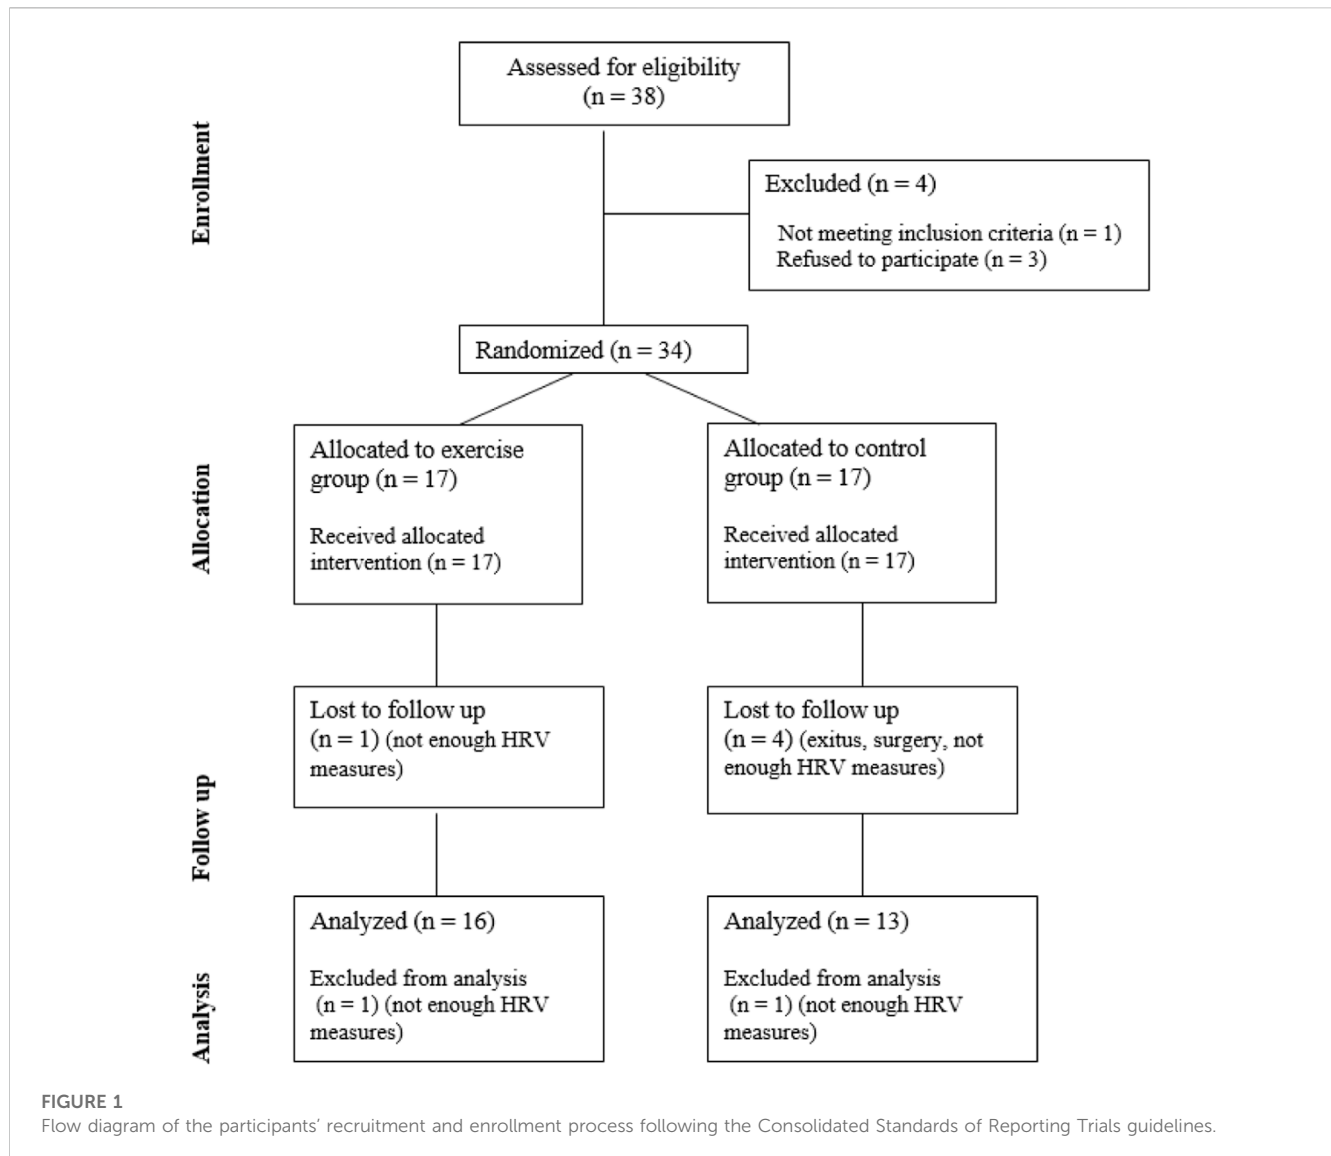 Enrollment
Assessed for eligibility
(n = 38)
Excluded (n = 4)
Not meeting inclusion criteria (n = 1)
Refused to participate (n = 3)
Randomized (n = 34)
Allocation
Allocated to exercise
group (n = 17)
Received allocated
intervention (n = 17)
Allocated to control
group (n = 17)
Received allocated
intervention (n = 17)
Follow up
Lost to follow up
(n = 1) (not enough HRV
measures)
Lost to follow up
(n = 4) (exitus, surgery, not
enough HRV measures)
Analysis
Analyzed (n = 16)
Excluded from analysis
(n = 1) (not enough HRV
measures)
Analyzed (n = 13)
Excluded from analysis
(n = 1) (not enough HRV
measures)
FIGURE 1
Flow diagram of the participants’ recruitment and enrollment process following the Consolidated Standards of Reporting Trials guidelines.